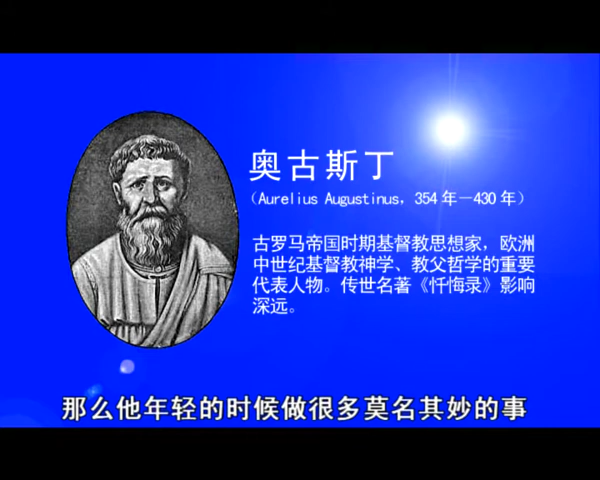 奥古斯丁
（Aurelius Augustinus，354 年—430 年）
古罗马帝国时期基督教思想家，欧洲
中世纪基督教神学、教父哲学的重要
代表人物。传世名著《忏悔录》影响
深远。
那么他年轻的时候做很多莫名其妙的事